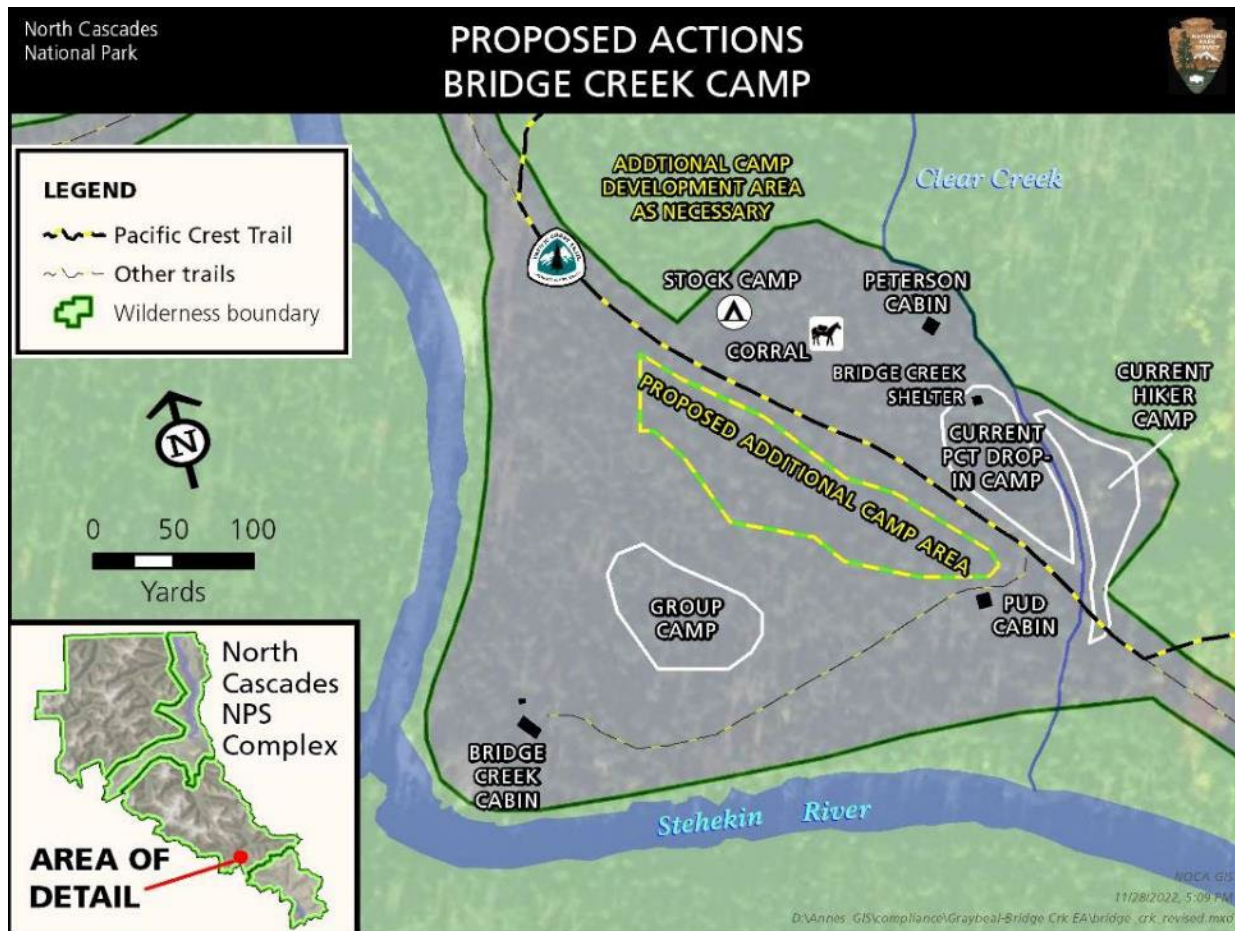 North Cascades
National Park
PROPOSED ACTIONS
BRIDGE CREEK CAMP
NATIONAL
PARK
SERVICE
LEGEND
Pacific Crest Trail
Other trails
Wilderness boundary
ADDTIONAL CAMP
DEVELOPMENT AREA
AS NECESSARY
Clear Creek
STOCK CAMP
PETERSON
CABIN
CORRAL
BRIDGE CREEK
SHELTER
CURRENT
HIKER
CAMP
CURRENT
PCT DROP-
IN CAMP
PROPOSED ADDITIONAL CAMP AREA
N
0 50 100
Yards
GROUP
CAMP
PUD
CABIN
BRIDGE
CREEK
CABIN
Stehekin River
North
Cascades
NPS
Complex
AREA OF
DETAIL
NOCA GIS
11/28/2022, 5:09 PM
D:\Annes_GIS\compliance\Graybeal-Bridge Crk EA\bridge_crk_revised.mxd